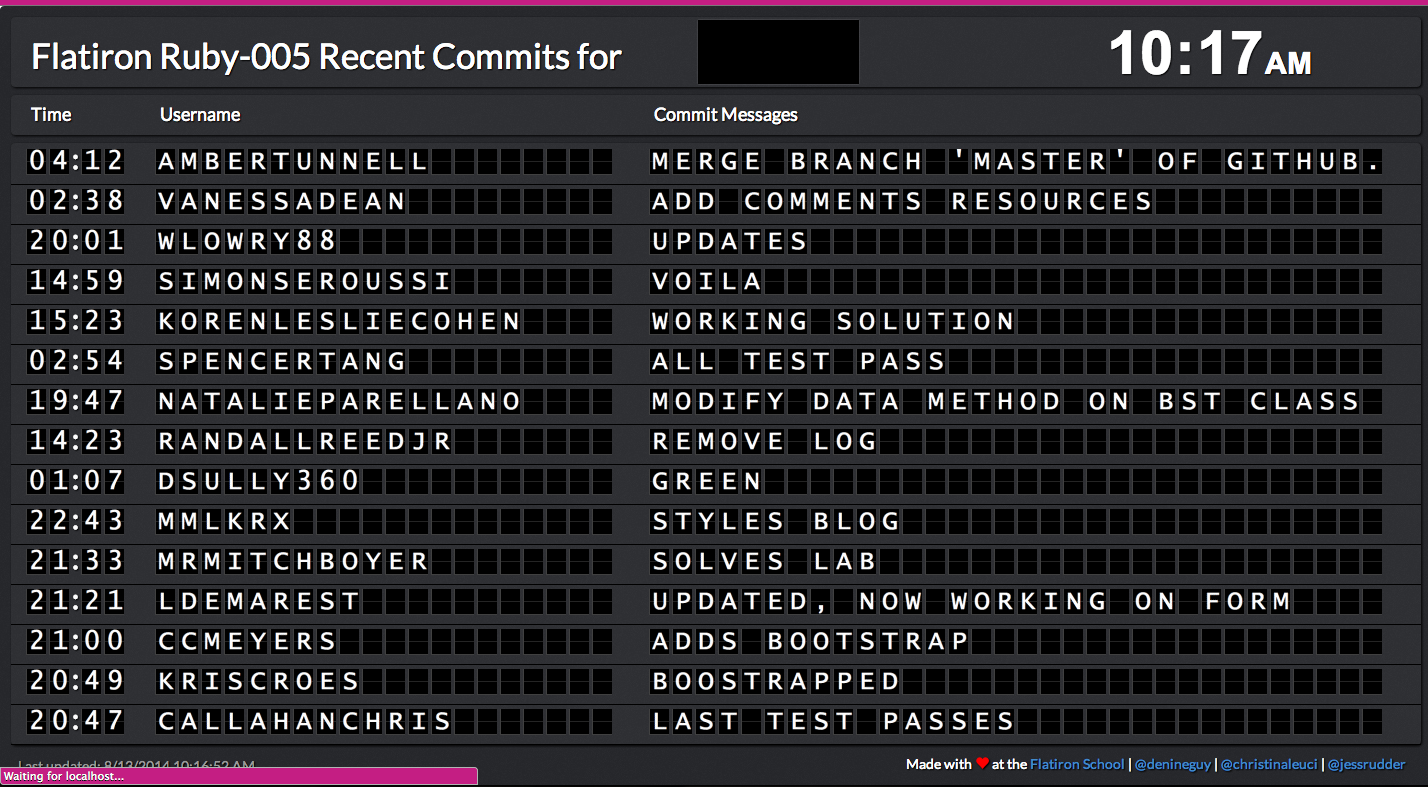 Flatiron Ruby-005 Recent Commits for 10:17 AM
Time Username Commit Messages
04:12 AMBERTUNNELL MERGE BRANCH 'MASTER' OF GITHUB.
02:38 VANESSADEAN ADD COMMENTS RESOURCES
20:01 WLOWRY88 UPDATES
14:59 SIMONSEROUSSI VOILA
15:23 KORENLESLIECOHEN WORKING SOLUTION
02:54 SPENCERTANG ALL TEST PASS
19:47 NATALIEPARELLANO MODIFY DATA METHOD ON BST CLASS
14:23 RANDALLREEDJR REMOVE LOG
01:07 DSULLY360 GREEN
22:43 MMLKRX STYLES BLOG
21:33 MRMITCHBOYER SOLVES LAB
21:21 LDEMAREST UPDATED, NOW WORKING ON FORM
21:00 CCMEYERS ADDS BOOTSTRAP
20:49 KRISCROES BOOSTRAPPED
20:47 CALLAHANCHRIS LAST TEST PASSES
Last updated: 8/13/2014 10:16:52 AM
Made with ❤ at the Flatiron School | @denineguy | @christinaleuci | @jessrudder
Waiting for localhost...